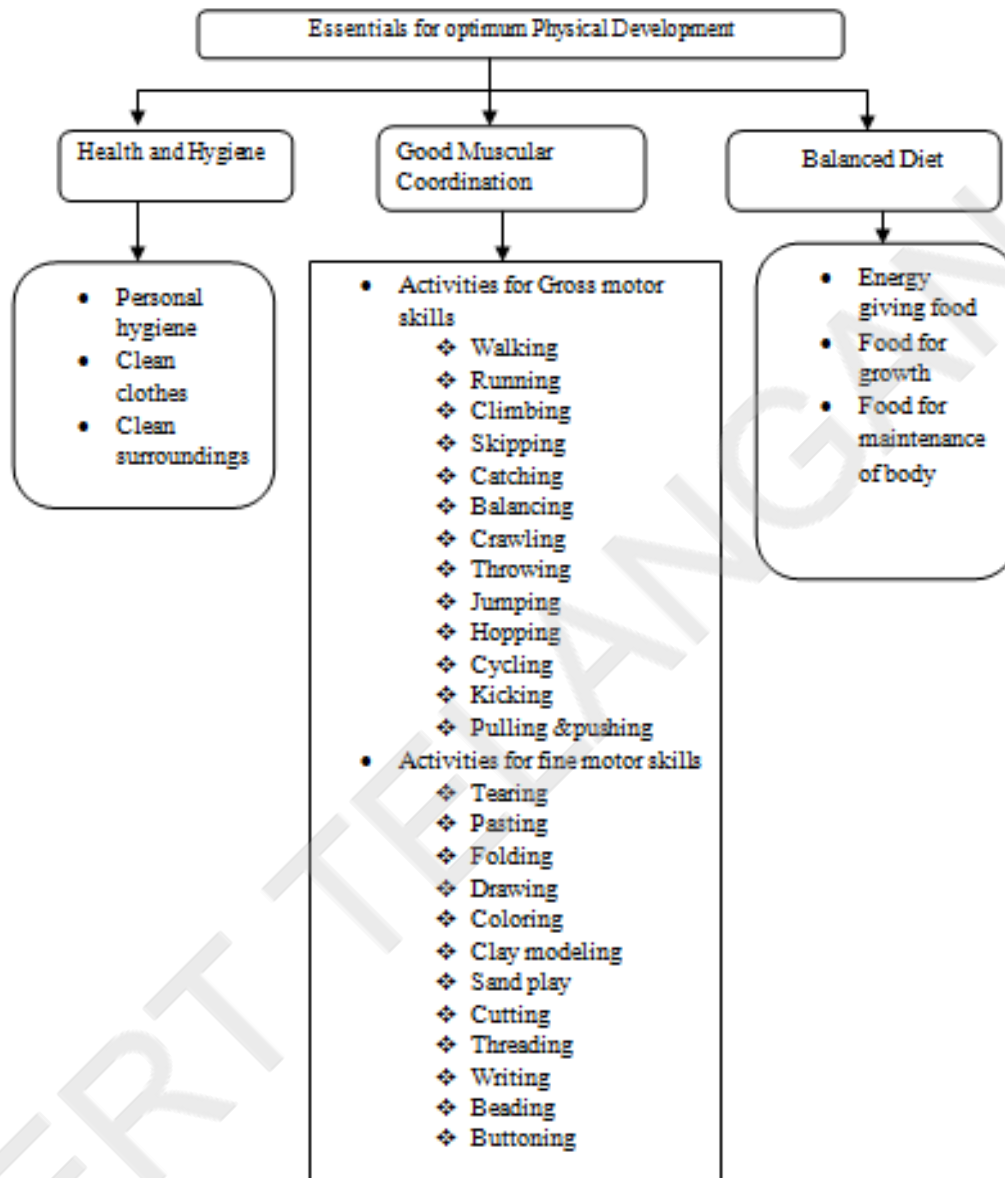 Essentials for optimum Physical Development
Health and Hygiene
Good Muscular
Coordination
Balanced Diet
● Personal
hygiene
● Clean
clothes
● Clean
surroundings
● Activities for Gross motor
skills
❖ Walking
❖ Running
❖ Climbing
❖ Skipping
❖ Catching
❖ Balancing
❖ Crawling
❖ Throwing
❖ Jumping
❖ Hopping
❖ Cycling
❖ Kicking
❖ Pulling &pushing
● Activities for fine motor skills
❖ Tearing
❖ Pasting
❖ Folding
❖ Drawing
❖ Coloring
❖ Clay modeling
❖ Sand play
❖ Cutting
❖ Threading
❖ Writing
❖ Beading
❖ Buttoning
● Energy
giving food
● Food for
growth
● Food for
maintenance
of body
ERT TELANGAN